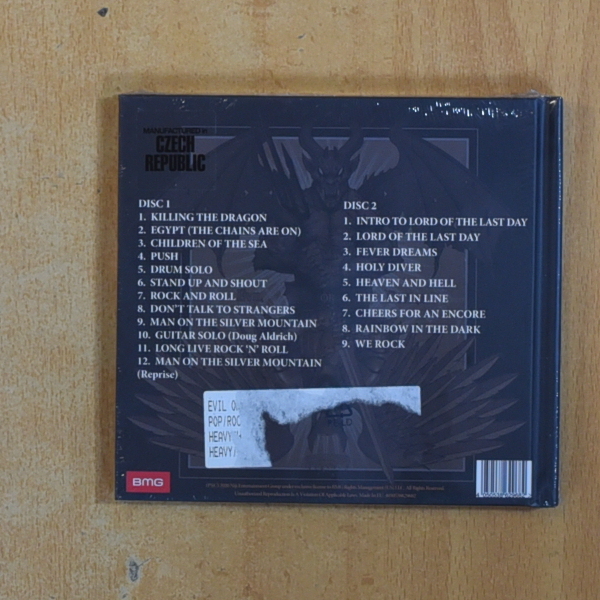 MANUFACTURED IN
CZECH
REPUBLIC
DISC 1
1. KILLING THE DRAGON
2. EGYPT (THE CHAINS ARE ON)
3. CHILDREN OF THE SEA
4. PUSH
5. DRUM SOLO
6. STAND UP AND SHOUT
7. ROCK AND ROLL
8. DON'T TALK TO STRANGERS
9. MAN ON THE SILVER MOUNTAIN
10. GUITAR SOLO (Doug Aldrich)
11. LONG LIVE ROCK 'N' ROLL
12. MAN ON THE SILVER MOUNTAIN
(Reprise)
DISC 2
1. INTRO TO LORD OF THE LAST DAY
2. LORD OF THE LAST DAY
3. FEVER DREAMS
4. HOLY DIVER
5. HEAVEN AND HELL
6. THE LAST IN LINE
7. CHEERS FOR AN ENCORE
8. RAINBOW IN THE DARK
9. WE ROCK
EVIL
POP/ROC
HEAVY
HEAVY/
BMG